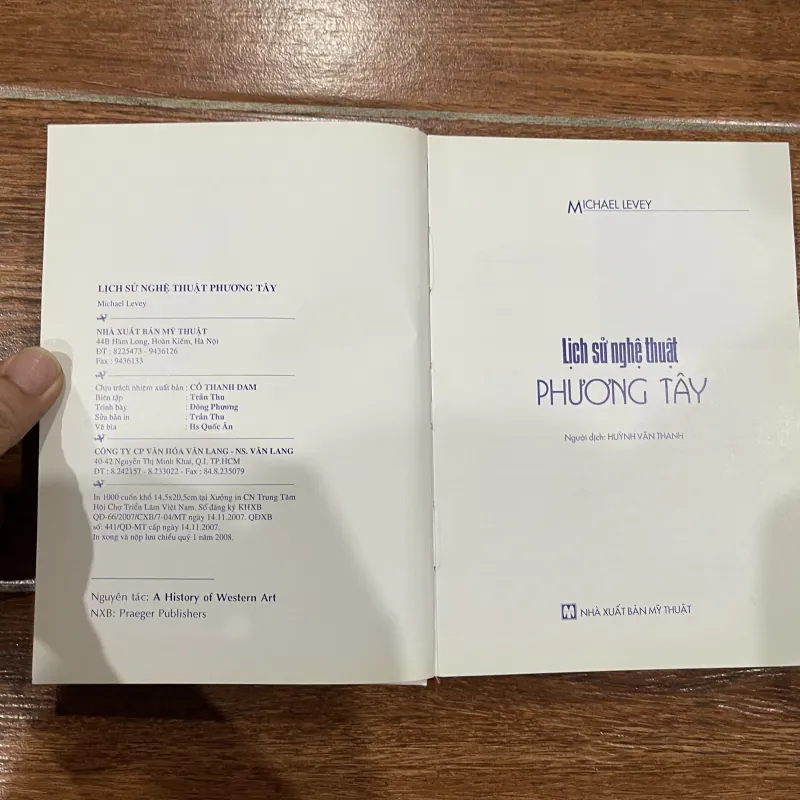 LỊCH SỬ NGHỆ THUẬT PHƯƠNG TÂY
Michael Levey
NHÀ XUẤT BẢN MỸ THUẬT
44B Hàm Long, Hoàn Kiếm, Hà Nội
ĐT : 8225473 - 9436126
Fax : 9436133
Chịu trách nhiệm xuất bản : CỔ THANH ĐAM
Biên tập : Trần Thu
Trình bày : Đông Phương
Sửa bản in : Trần Thu
Vẽ bìa : Hs Quốc Ân
CÔNG TY CP VĂN HÓA VĂN LANG - NS. VĂN LANG
40-42 Nguyễn Thị Minh Khai, Q.I, TP.HCM
ĐT : 8.242157 - 8.233022 - Fax : 84.8.235079
In 1000 cuốn khổ 14,5x20,5cm tại Xưởng in CN Trung Tâm
Hội Chợ Triển Lãm Việt Nam. Số đăng ký KHXB
QĐ-66/2007/CXB/7-04/MT ngày 14.11.2007. QĐXB
số: 441/QĐ-MT cấp ngày 14.11.2007.
In xong và nộp lưu chiểu quý 1 năm 2008.
Nguyên tác: A History of Western Art
NXB: Praeger Publishers
MICHAEL LEVEY
Lịch sử nghệ thuật
PHƯƠNG TÂY
Người dịch: HUỲNH VĂN THANH
M NHÀ XUẤT BẢN MỸ THUẬT